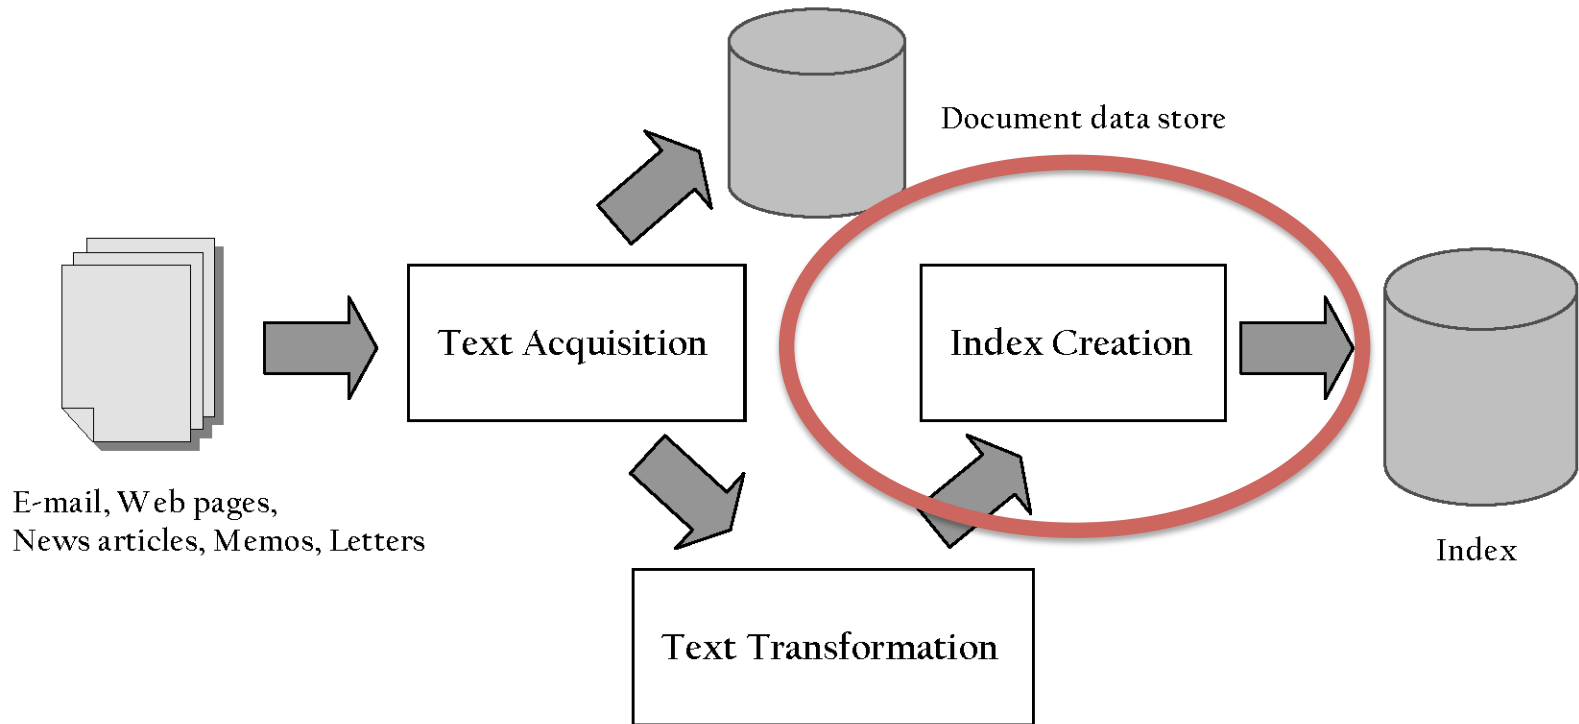 Document data store
Text Acquisition
Index Creation
E-mail, Web pages,
News articles, Memos, Letters
Index
Text Transformation